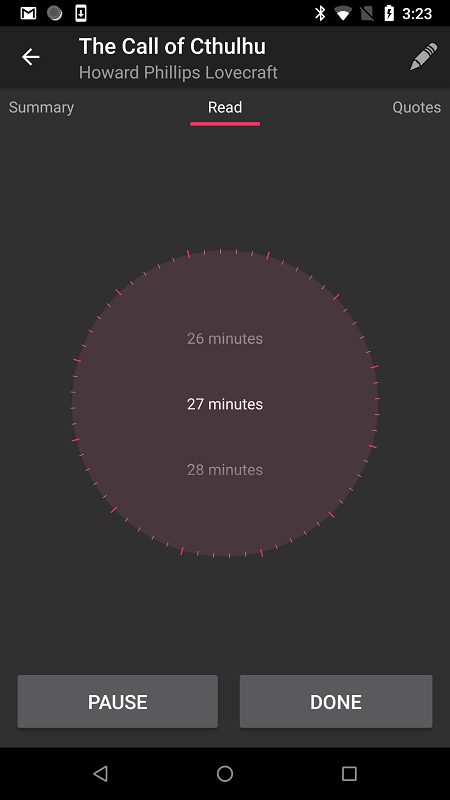 3:23
The Call of Cthulhu
Howard Phillips Lovecraft
Summary Read Quotes
26 minutes
27 minutes
28 minutes
PAUSE DONE